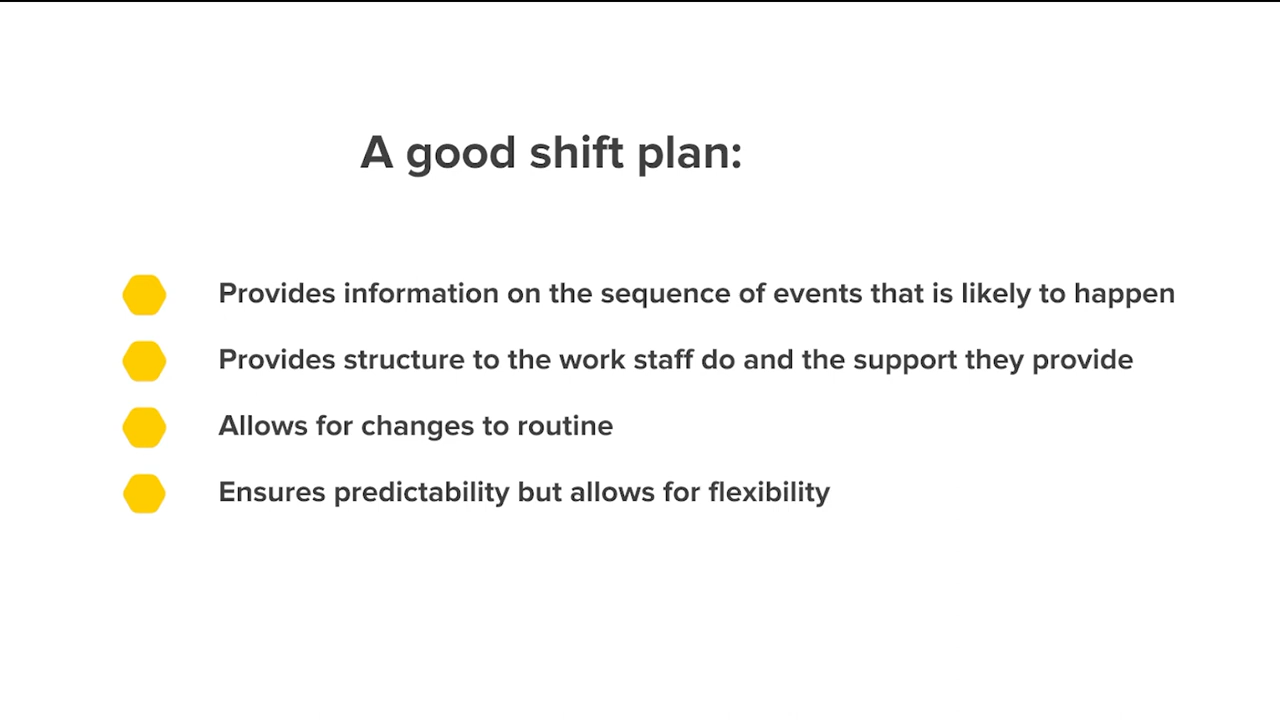 A good shift plan:
Provides information on the sequence of events that is likely to happen
Provides structure to the work staff do and the support they provide
Allows for changes to routine
Ensures predictability but allows for flexibility